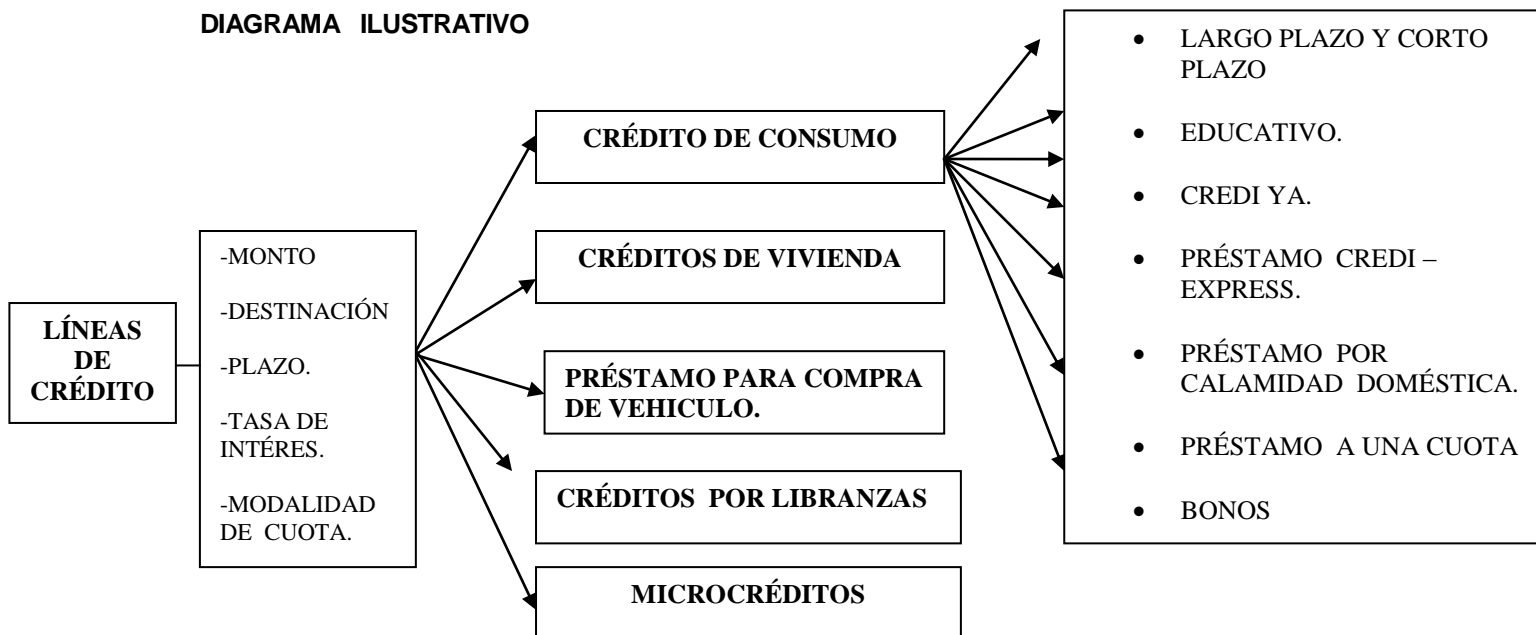 DIAGRAMA ILUSTRATIVO
LÍNEAS
DE
CRÉDITO
-MONTO
-DESTINACIÓN
-PLAZO.
-TASA DE
INTÉRES.
-MODALIDAD
DE CUOTA.
CRÉDITO DE CONSUMO
CRÉDITOS DE VIVIENDA
PRÉSTAMO PARA COMPRA
DE VEHICULO.
CRÉDITOS POR LIBRANZAS
MICROCRÉDITOS
• LARGO PLAZO Y CORTO
PLAZO
• EDUCATIVO.
• CREDI YA.
• PRÉSTAMO CREDI –
EXPRESS.
• PRÉSTAMO POR
CALAMIDAD DOMÉSTICA.
• PRÉSTAMO A UNA CUOTA
• BONOS